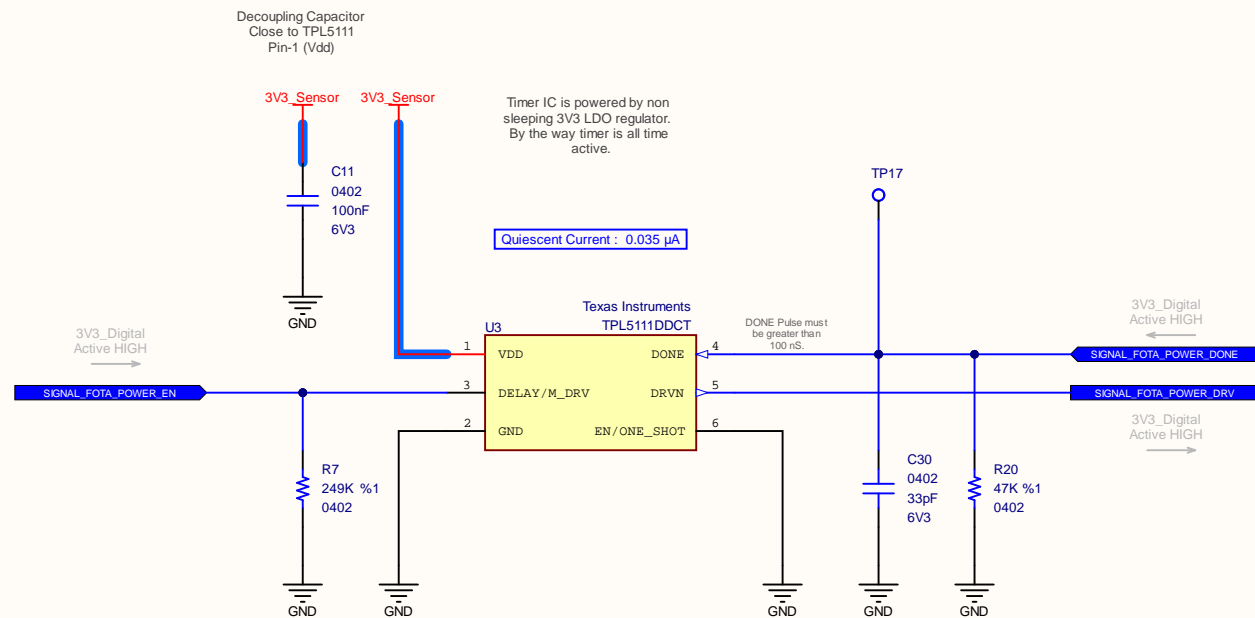 Decoupling Capacitor
Close to TPL5111
Pin-1 (Vdd)
3V3_Sensor
3V3_Sensor
Timer IC is powered by non
sleeping 3V3 LDO regulator.
By the way timer is all time
active.
C11
0402
100nF
6V3
GND
TP17
Quiescent Current : 0.035 µA
Texas Instruments
TPL5111DDCT
U3
DONE Pulse must
be greater than
100 nS.
3V3_Digital
Active HIGH
3V3_Digital
Active HIGH
1
VDD
DONE
4
SIGNAL_FOTA_POWER_DONE
SIGNAL_FOTA_POWER_EN
3
DELAY/M_DRV
DRVN
5
SIGNAL_FOTA_POWER_DRV
2
GND
EN/ONE_SHOT
6
3V3_Digital
Active HIGH
R7
249K %1
0402
C30
0402
33pF
6V3
R20
47K %1
0402
GND
GND
GND
GND
GND